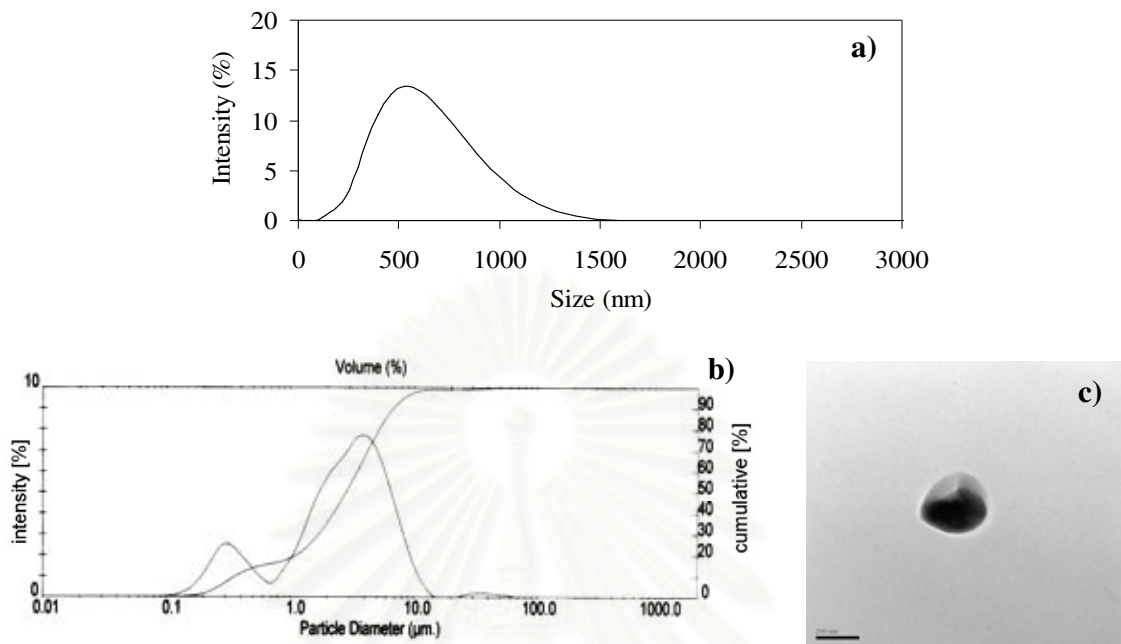 a)
20
15
10
5
0
Intensity (%)
0 500 1000 1500 2000 2500 3000
Size (nm)
b)
Volume (%)
10
0
intensity [%]
90
80
70
60
50
40
30
20
10
0
cumulative [%]
0.01 0.1 1.0 10.0 100.0 1000.0
Particle Diameter (µm.)
c)